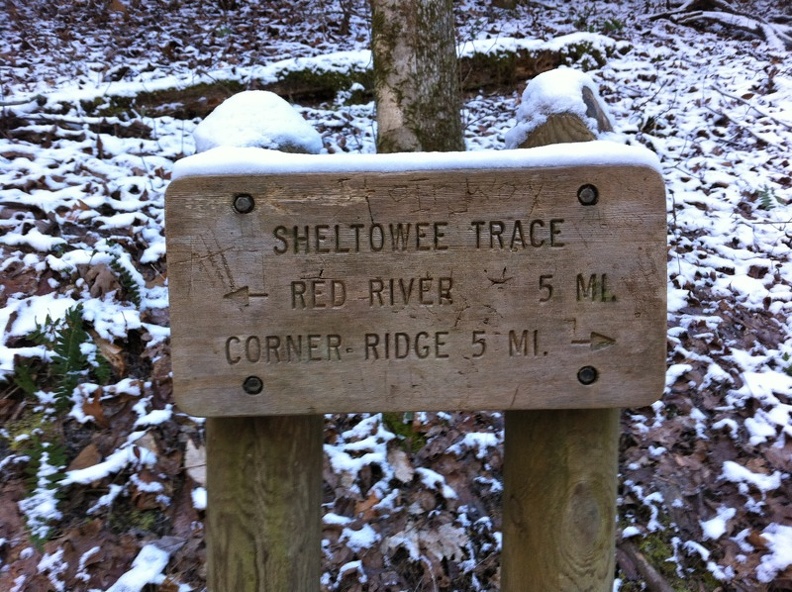 SHELTOWEE TRACE
← RED RIVER 5 MI.
CORNER RIDGE 5 MI. →